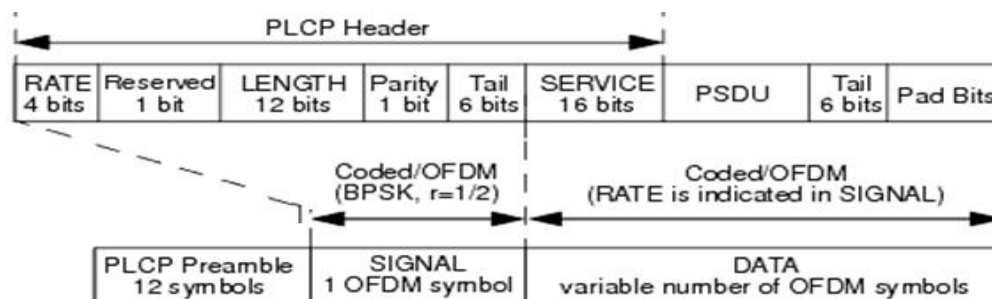 PLCP Header
RATE Reserved LENGTH Parity Tail SERVICE PSDU Tail Pad Bits
4 bits 1 bit 12 bits 1 bit 6 bits 16 bits 6 bits
Coded/OFDM Coded/OFDM
(BPSK, r=1/2) (RATE is indicated in SIGNAL)
PLCP Preamble SIGNAL DATA
12 symbols 1 OFDM symbol variable number of OFDM symbols